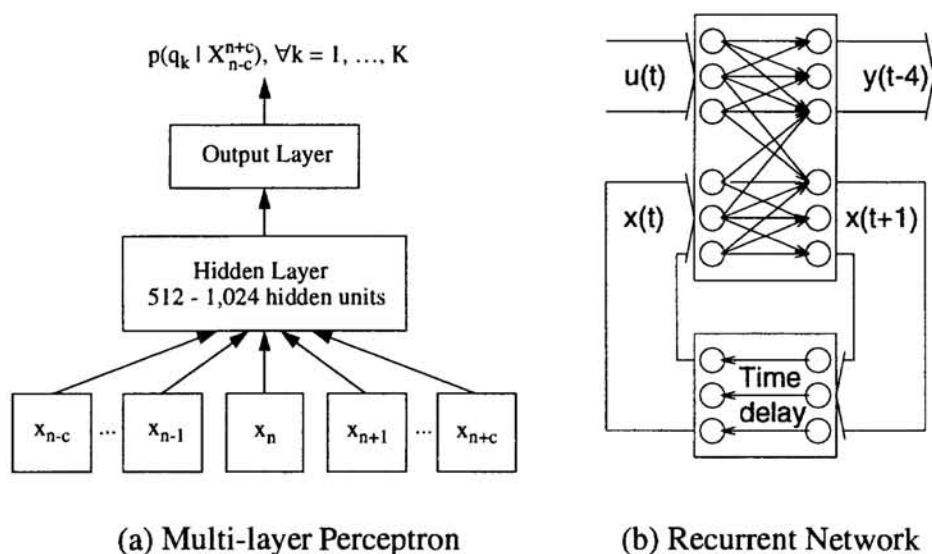 p(q_k | X_{n-c}^{n+c}), ∀k = 1, ..., K
Output Layer
Hidden Layer
512 - 1,024 hidden units
x_{n-c} ... x_{n-1} x_n x_{n+1} ... x_{n+c}
(a) Multi-layer Perceptron
u(t) y(t-4)
x(t) x(t+1)
Time
delay
(b) Recurrent Network